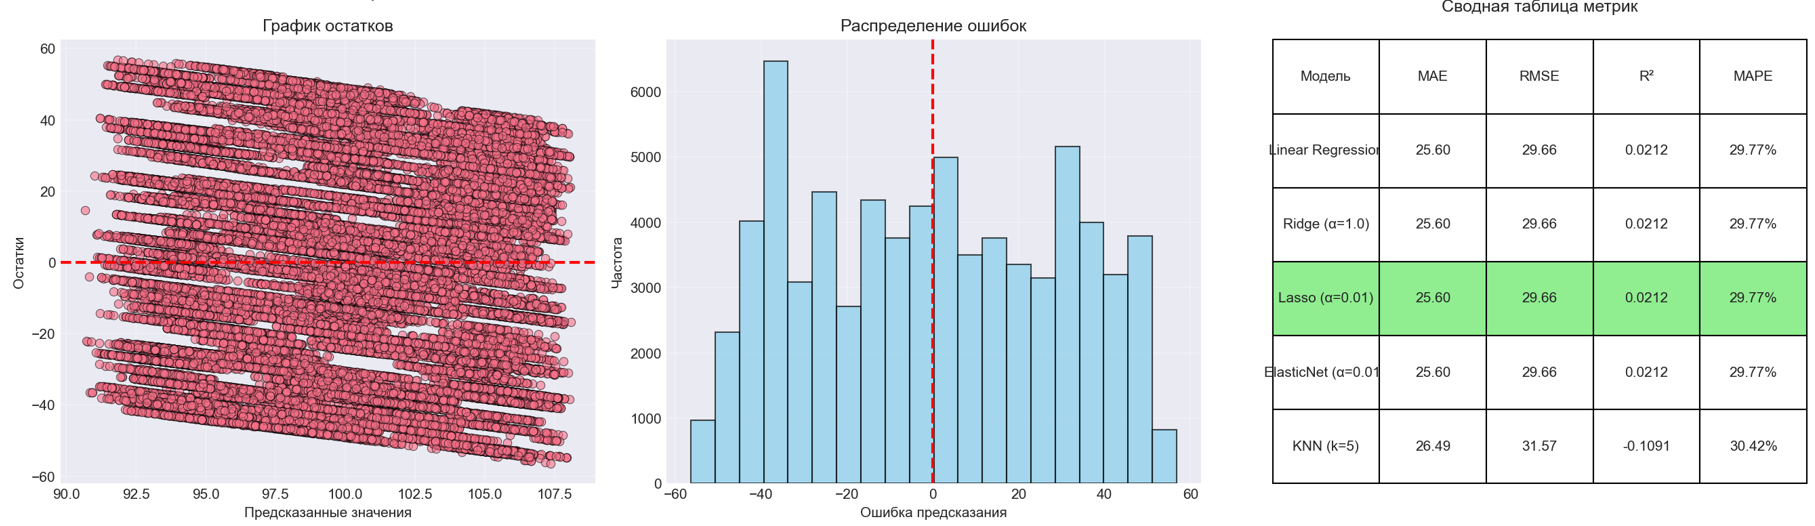 График остатков
60
40
20
0
−20
−40
−60
Остатки
90.0 92.5 95.0 97.5 100.0 102.5 105.0 107.5
Предсказанные значения
Распределение ошибок
6000
5000
4000
3000
2000
1000
0
Частота
−60 −40 −20 0 20 40 60
Ошибка предсказания
Сводная таблица метрик
Модель MAE RMSE R² MAPE
Linear Regression 25.60 29.66 0.0212 29.77%
Ridge (α=1.0) 25.60 29.66 0.0212 29.77%
Lasso (α=0.01) 25.60 29.66 0.0212 29.77%
ElasticNet (α=0.01 25.60 29.66 0.0212 29.77%
KNN (k=5) 26.49 31.57 -0.1091 30.42%